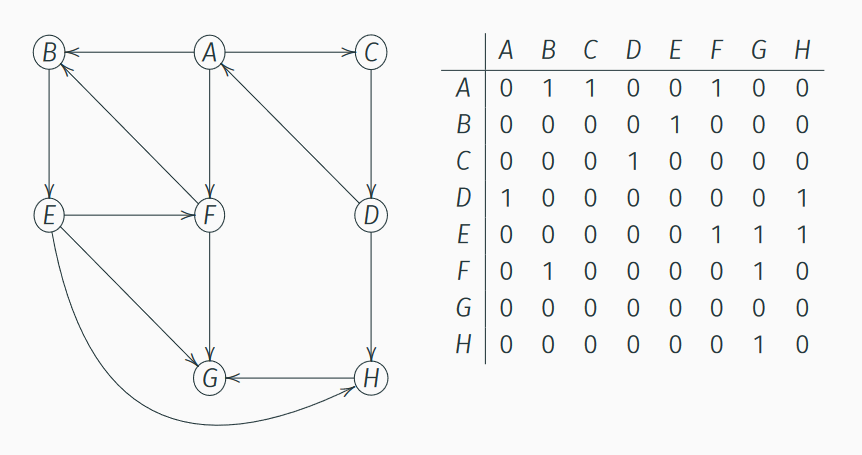 B A C
E F D
G H
A B C D E F G H
A 0 1 1 0 0 1 0 0
B 0 0 0 0 1 0 0 0
C 0 0 0 1 0 0 0 0
D 1 0 0 0 0 0 0 1
E 0 0 0 0 0 1 1 1
F 0 1 0 0 0 0 1 0
G 0 0 0 0 0 0 0 0
H 0 0 0 0 0 0 1 0